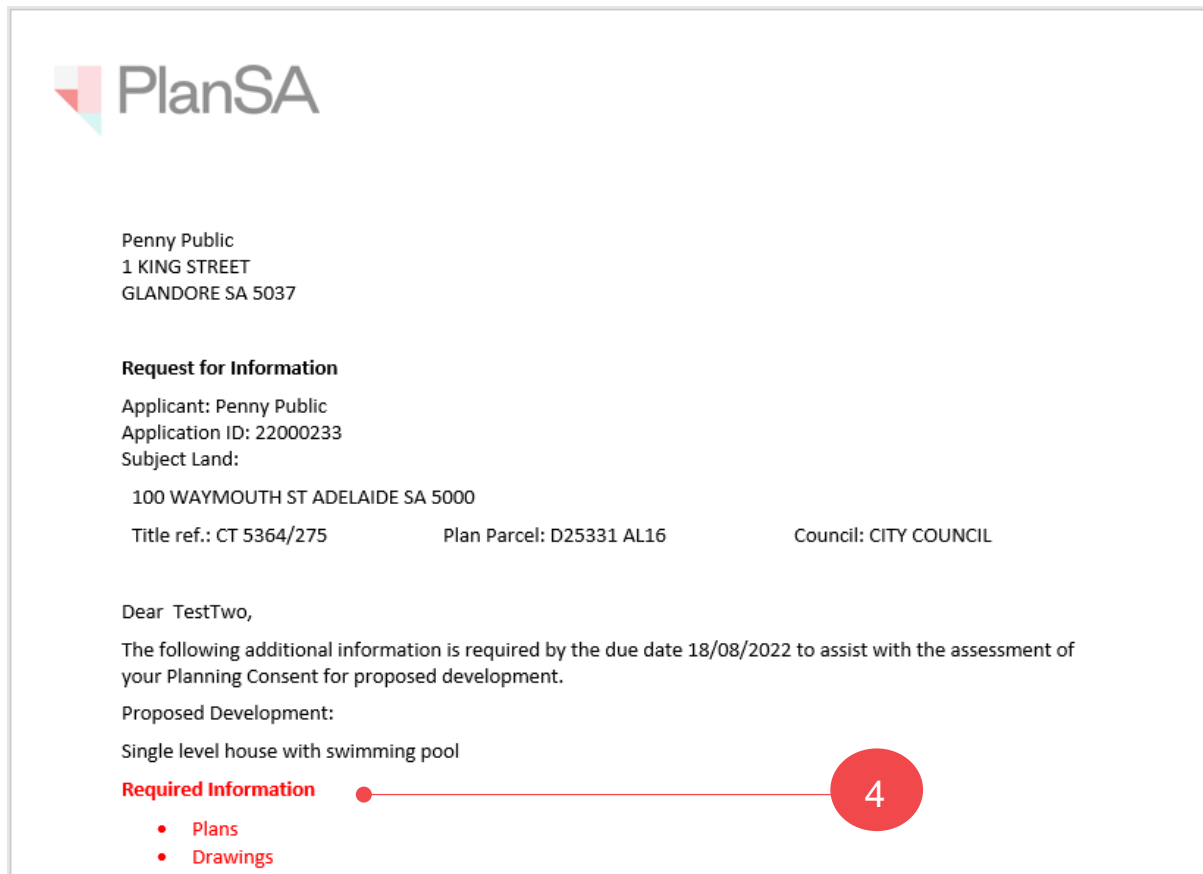 PlanSA
Penny Public
1 KING STREET
GLANDORE SA 5037
Request for Information
Applicant: Penny Public
Application ID: 22000233
Subject Land:
100 WAYMOUTH ST ADELAIDE SA 5000
Title ref.: CT 5364/275 Plan Parcel: D25331 AL16 Council: CITY COUNCIL
Dear  TestTwo,
The following additional information is required by the due date 18/08/2022 to assist with the assessment of
your Planning Consent for proposed development.
Proposed Development:
Single level house with swimming pool
Required Information
4
• Plans
• Drawings